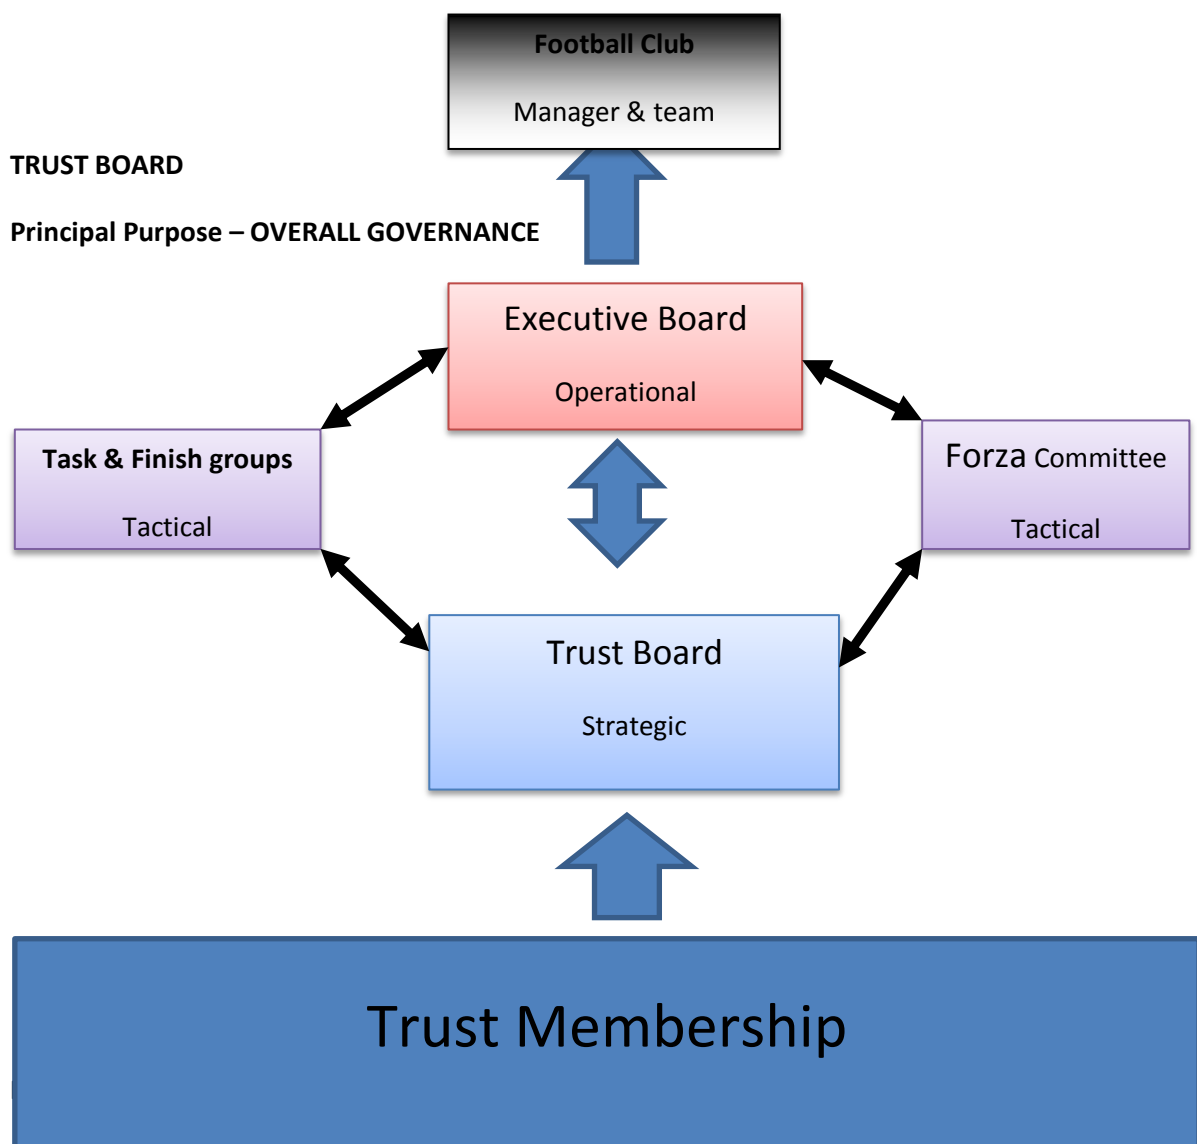 Football Club
Manager & team
TRUST BOARD
Principal Purpose – OVERALL GOVERNANCE
Executive Board
Operational
Task & Finish groups
Tactical
Forza Committee
Tactical
Trust Board
Strategic
Trust Membership